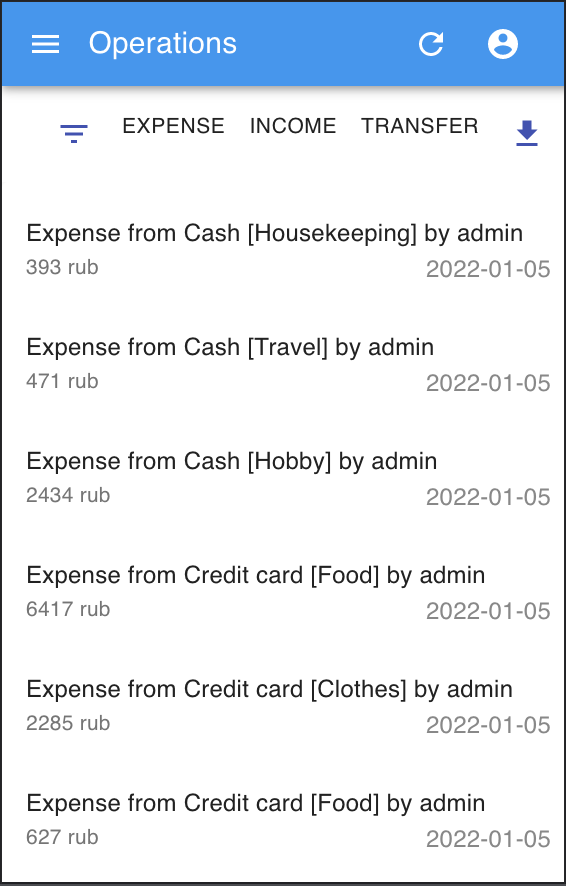 Operations
EXPENSE INCOME TRANSFER
Expense from Cash [Housekeeping] by admin
393 rub 2022-01-05
Expense from Cash [Travel] by admin
471 rub 2022-01-05
Expense from Cash [Hobby] by admin
2434 rub 2022-01-05
Expense from Credit card [Food] by admin
6417 rub 2022-01-05
Expense from Credit card [Clothes] by admin
2285 rub 2022-01-05
Expense from Credit card [Food] by admin
627 rub 2022-01-05